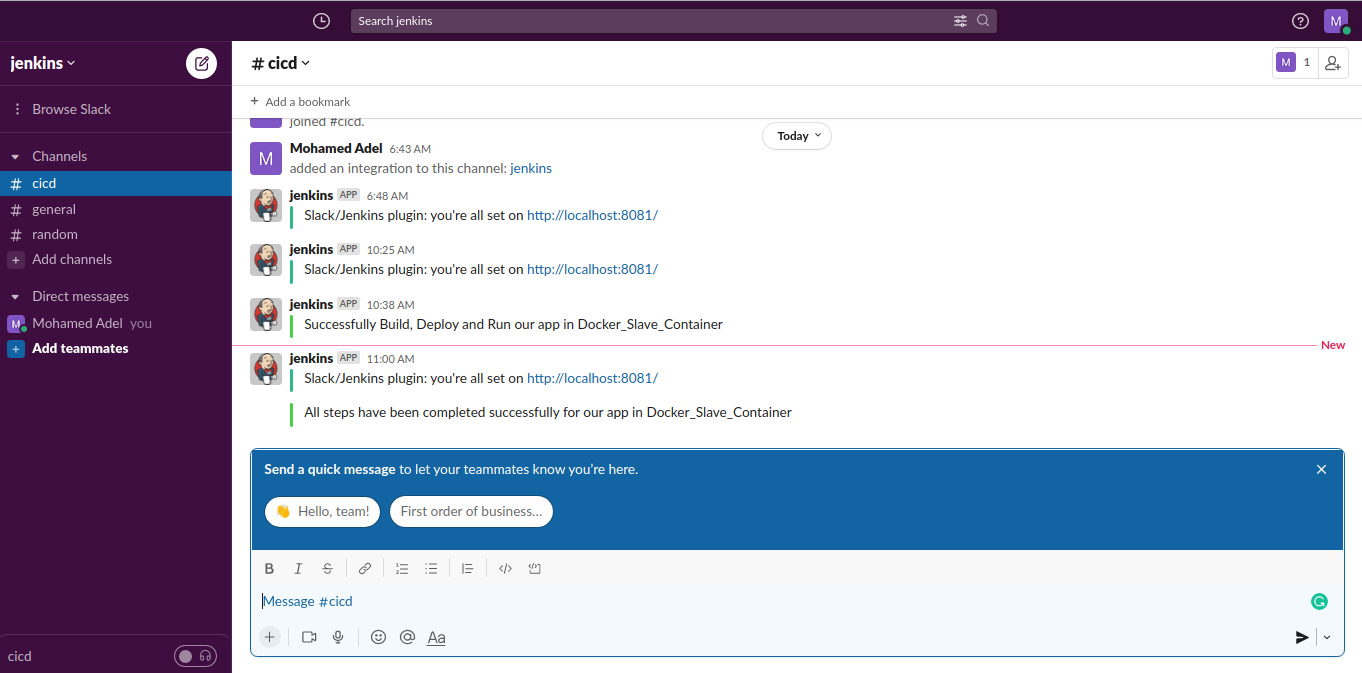 Search jenkins
M
jenkins
# cicd
M 1
Browse Slack
+ Add a bookmark
joined #cicd.
Today
Channels
# cicd
# general
# random
+ Add channels
Direct messages
M Mohamed Adel you
+ Add teammates
M
Mohamed Adel 6:43 AM
added an integration to this channel: jenkins
jenkins APP 6:48 AM
Slack/Jenkins plugin: you're all set on http://localhost:8081/
jenkins APP 10:25 AM
Slack/Jenkins plugin: you're all set on http://localhost:8081/
jenkins APP 10:38 AM
Successfully Build, Deploy and Run our app in Docker_Slave_Container
New
jenkins APP 11:00 AM
Slack/Jenkins plugin: you're all set on http://localhost:8081/
All steps have been completed successfully for our app in Docker_Slave_Container
Send a quick message to let your teammates know you're here.
👋 Hello, team!
First order of business...
B I S
Message #cicd
Aa
cicd